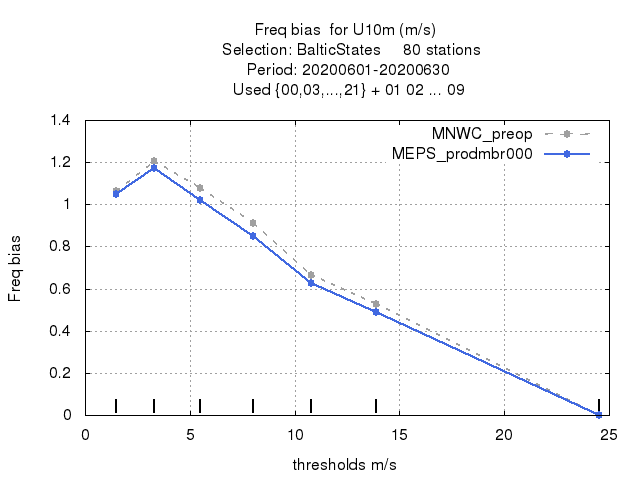 Freq bias  for U10m (m/s)
Selection: BalticStates     80 stations
Period: 20200601-20200630
Used {00,03,...,21} + 01 02 ... 09
MNWC_preop
MEPS_prodmbr000
Freq bias
1.4
1.2
1
0.8
0.6
0.4
0.2
0
0 5 10 15 20 25
thresholds m/s